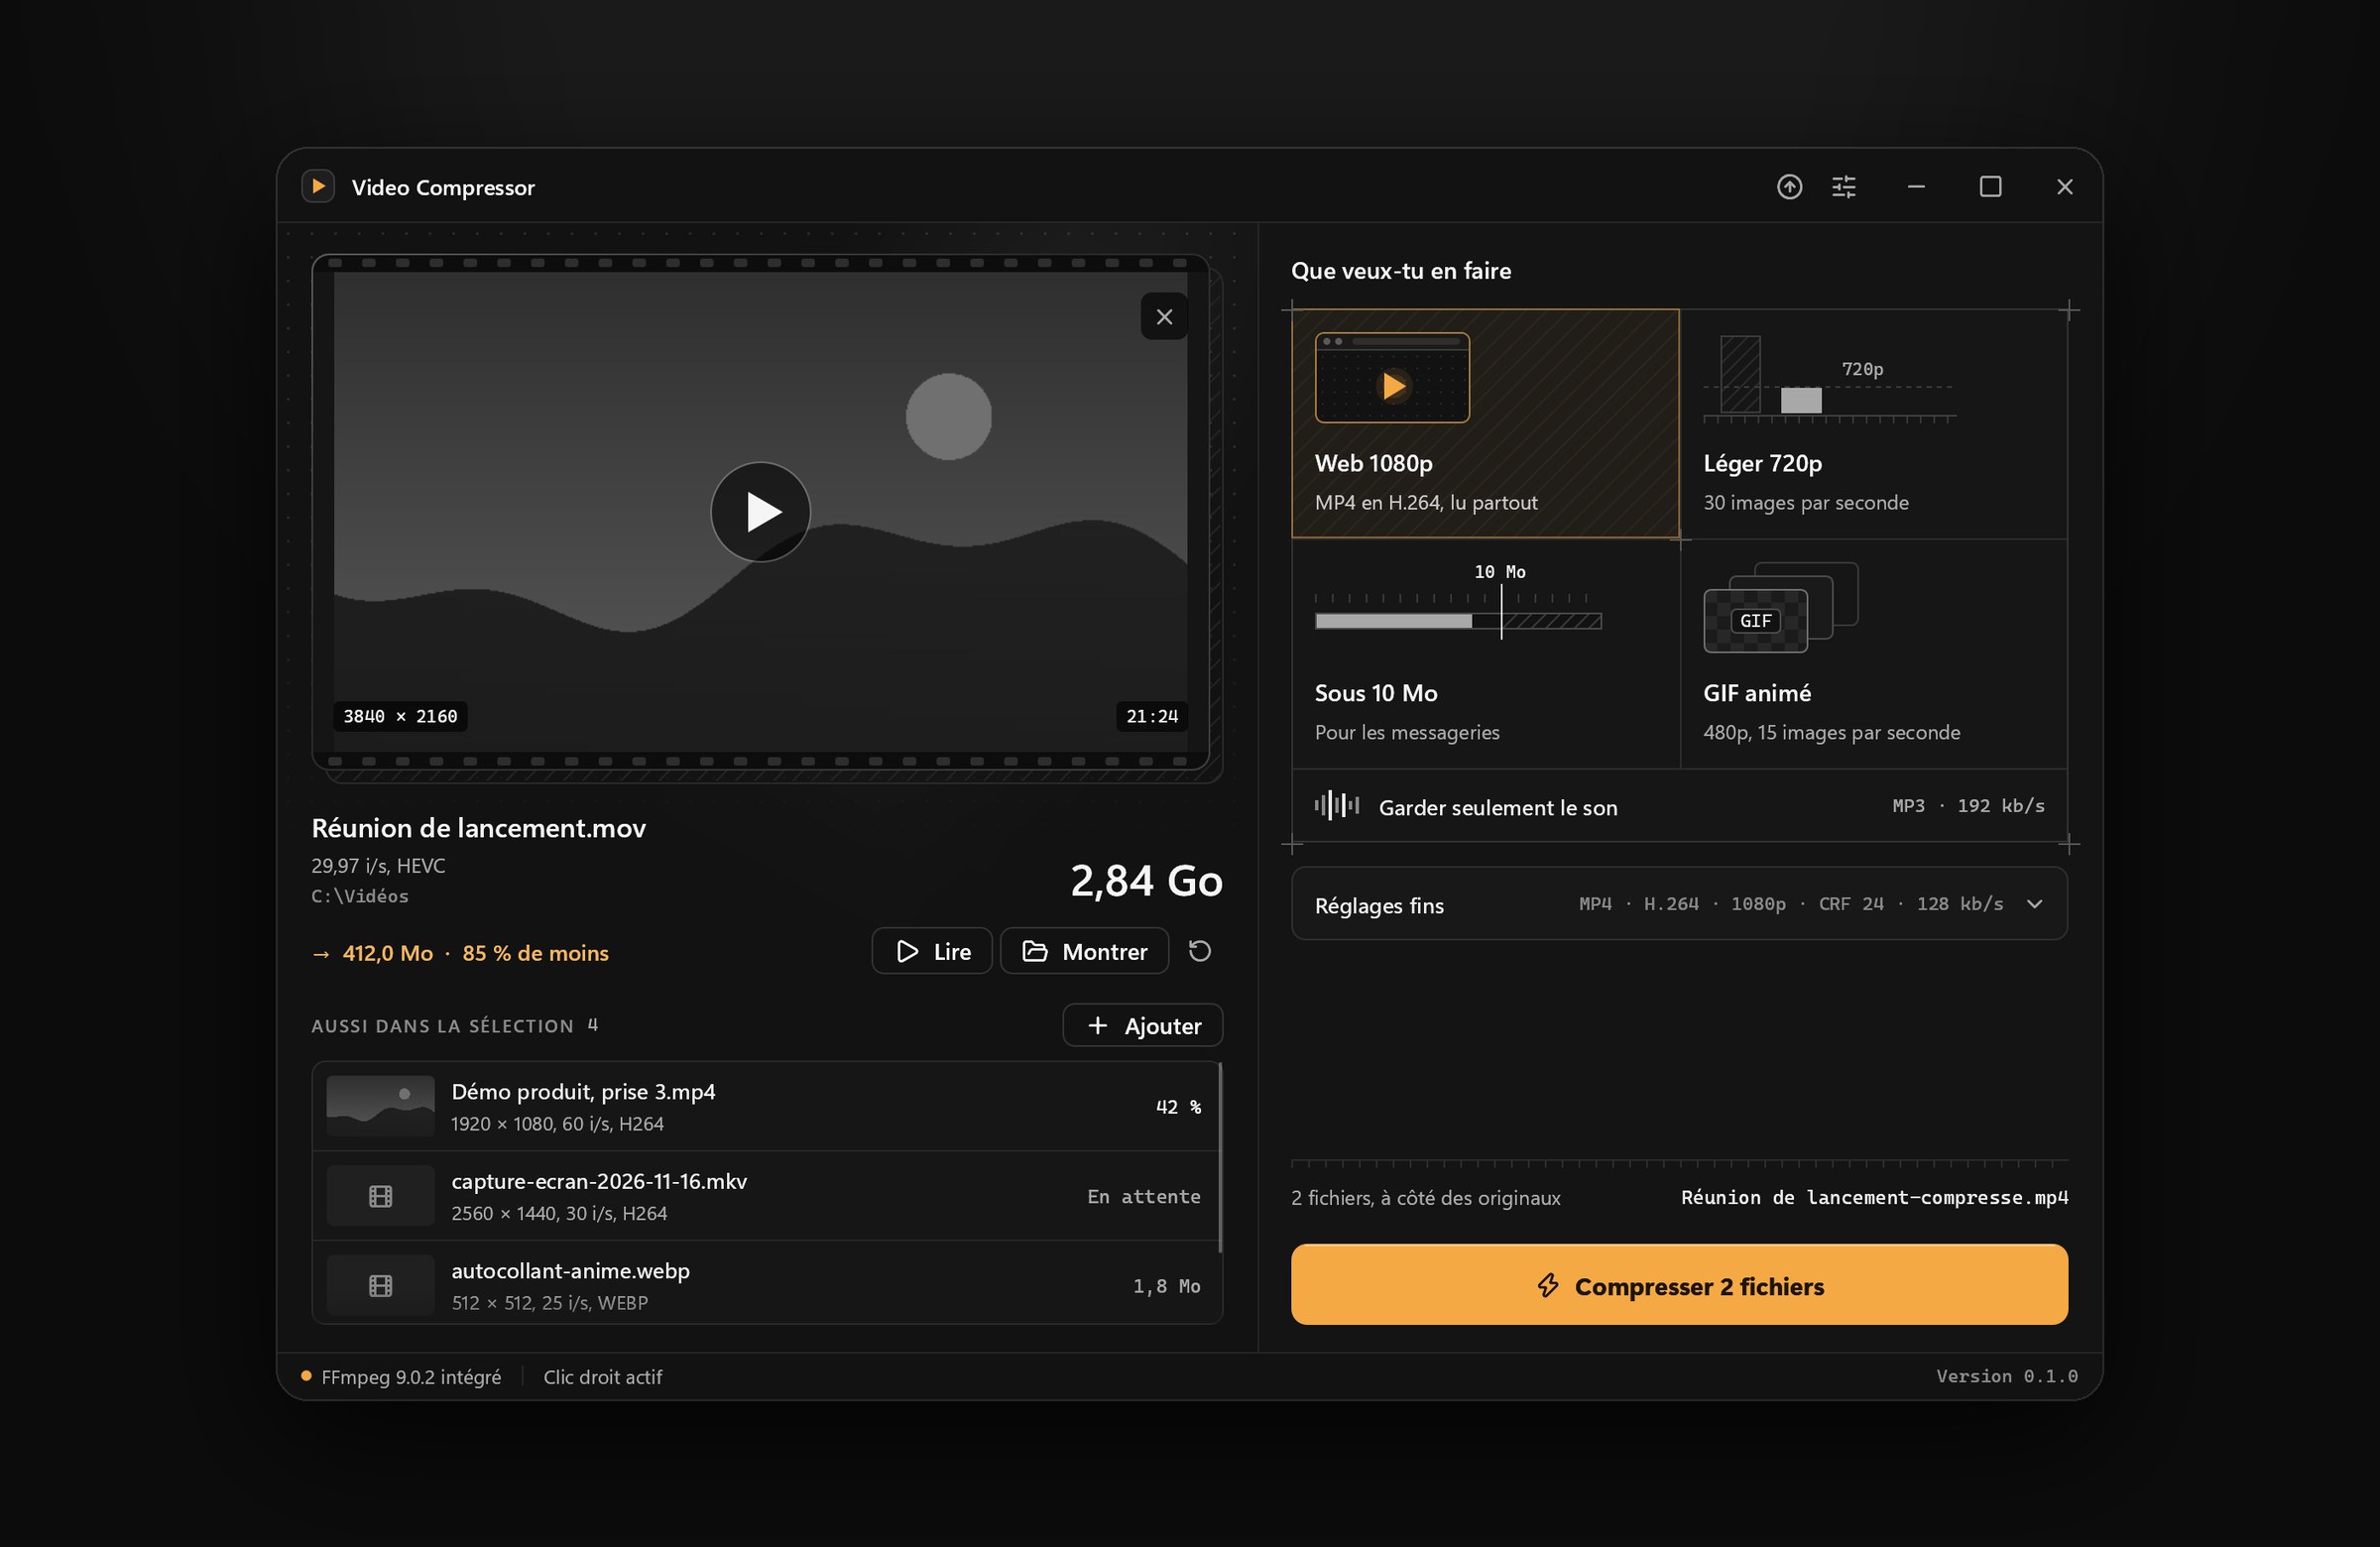 Video Compressor
3840 × 2160
21:24
Réunion de lancement.mov
29,97 i/s, HEVC
C:\Vidéos
2,84 Go
→ 412,0 Mo · 85 % de moins
Lire
Montrer
AUSSI DANS LA SÉLECTION 4
Ajouter
Démo produit, prise 3.mp4
1920 × 1080, 60 i/s, H264
42 %
capture-ecran-2026-11-16.mkv
2560 × 1440, 30 i/s, H264
En attente
autocollant-anime.webp
512 × 512, 25 i/s, WEBP
1,8 Mo
Que veux-tu en faire
Web 1080p
MP4 en H.264, lu partout
720p
Léger 720p
30 images par seconde
10 Mo
Sous 10 Mo
Pour les messageries
GIF
GIF animé
480p, 15 images par seconde
Garder seulement le son
MP3 · 192 kb/s
Réglages fins
MP4 · H.264 · 1080p · CRF 24 · 128 kb/s
2 fichiers, à côté des originaux
Réunion de lancement-compresse.mp4
Compresser 2 fichiers
FFmpeg 9.0.2 intégré
Clic droit actif
Version 0.1.0